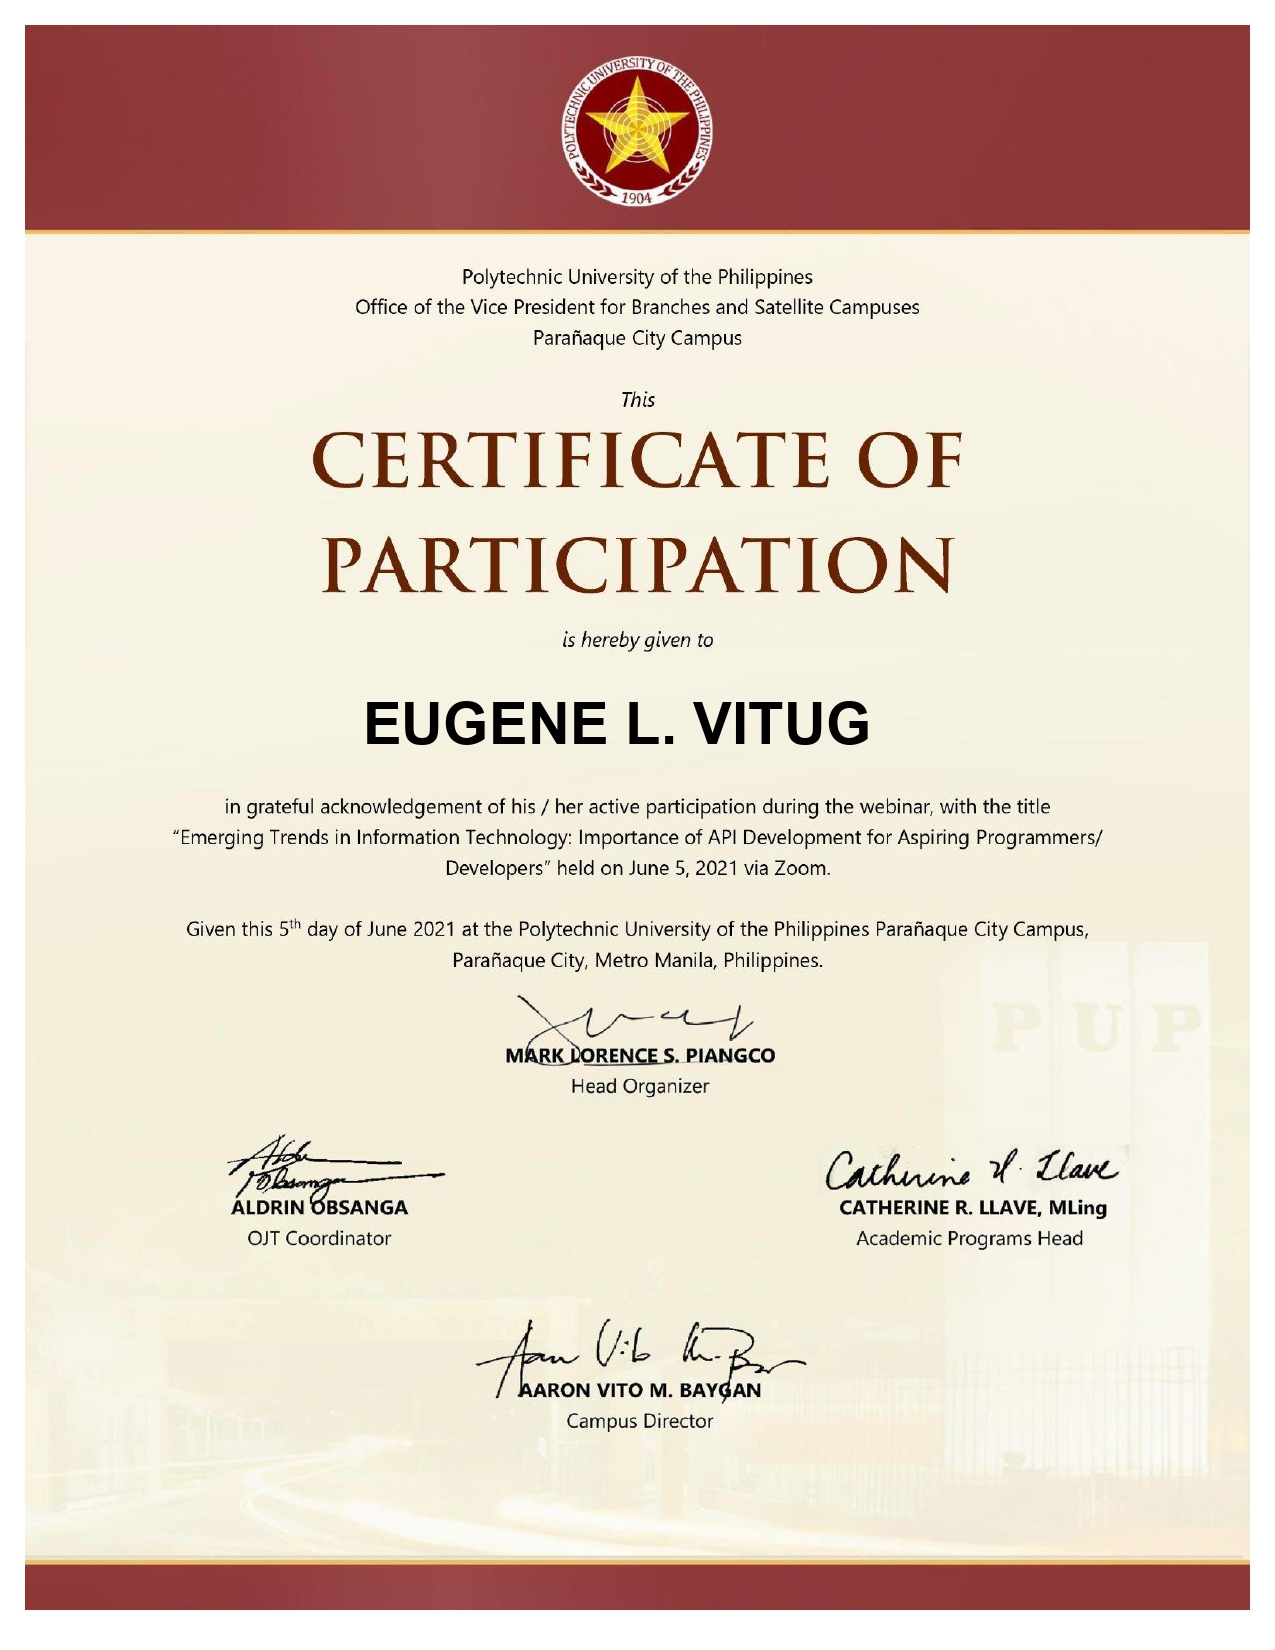 POLYTECHNIC UNIVERSITY OF THE PHILIPPINES
1904
Polytechnic University of the Philippines
Office of the Vice President for Branches and Satellite Campuses
Parañaque City Campus
This
CERTIFICATE OF
PARTICIPATION
is hereby given to
EUGENE L. VITUG
in grateful acknowledgement of his / her active participation during the webinar, with the title
“Emerging Trends in Information Technology: Importance of API Development for Aspiring Programmers/
Developers” held on June 5, 2021 via Zoom.
Given this 5th day of June 2021 at the Polytechnic University of the Philippines Parañaque City Campus,
Parañaque City, Metro Manila, Philippines.
PUP
MARK LORENCE S. PIANGCO
Head Organizer
Aldrin
Obsanga
ALDRIN OBSANGA
OJT Coordinator
Catherine R. Llave
CATHERINE R. LLAVE, MLing
Academic Programs Head
AARON VITO M. BAYGAN
Campus Director